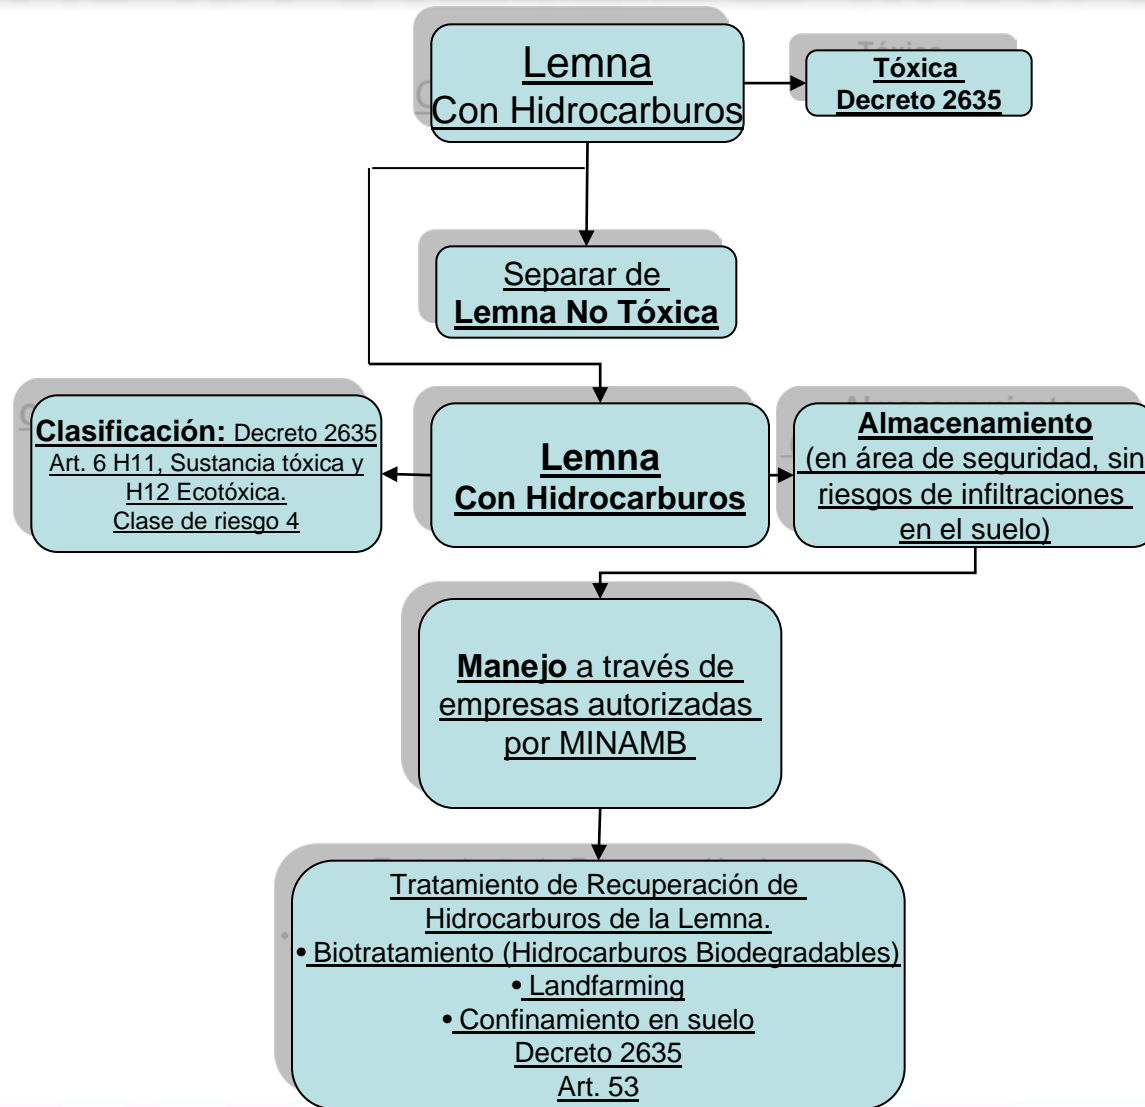 Lemna
Con Hidrocarburos
Tóxica
Decreto 2635
Separar de
Lemna No Tóxica
Clasificación: Decreto 2635
Art. 6 H11, Sustancia tóxica y
H12 Ecotóxica.
Clase de riesgo 4
Lemna
Con Hidrocarburos
Almacenamiento
(en área de seguridad, sin
riesgos de infiltraciones
en el suelo)
Manejo a través de
empresas autorizadas
por MINAMB
Tratamiento de Recuperación de
Hidrocarburos de la Lemna.
• Biotratamiento (Hidrocarburos Biodegradables)
• Landfarming
• Confinamiento en suelo
Decreto 2635
Art. 53